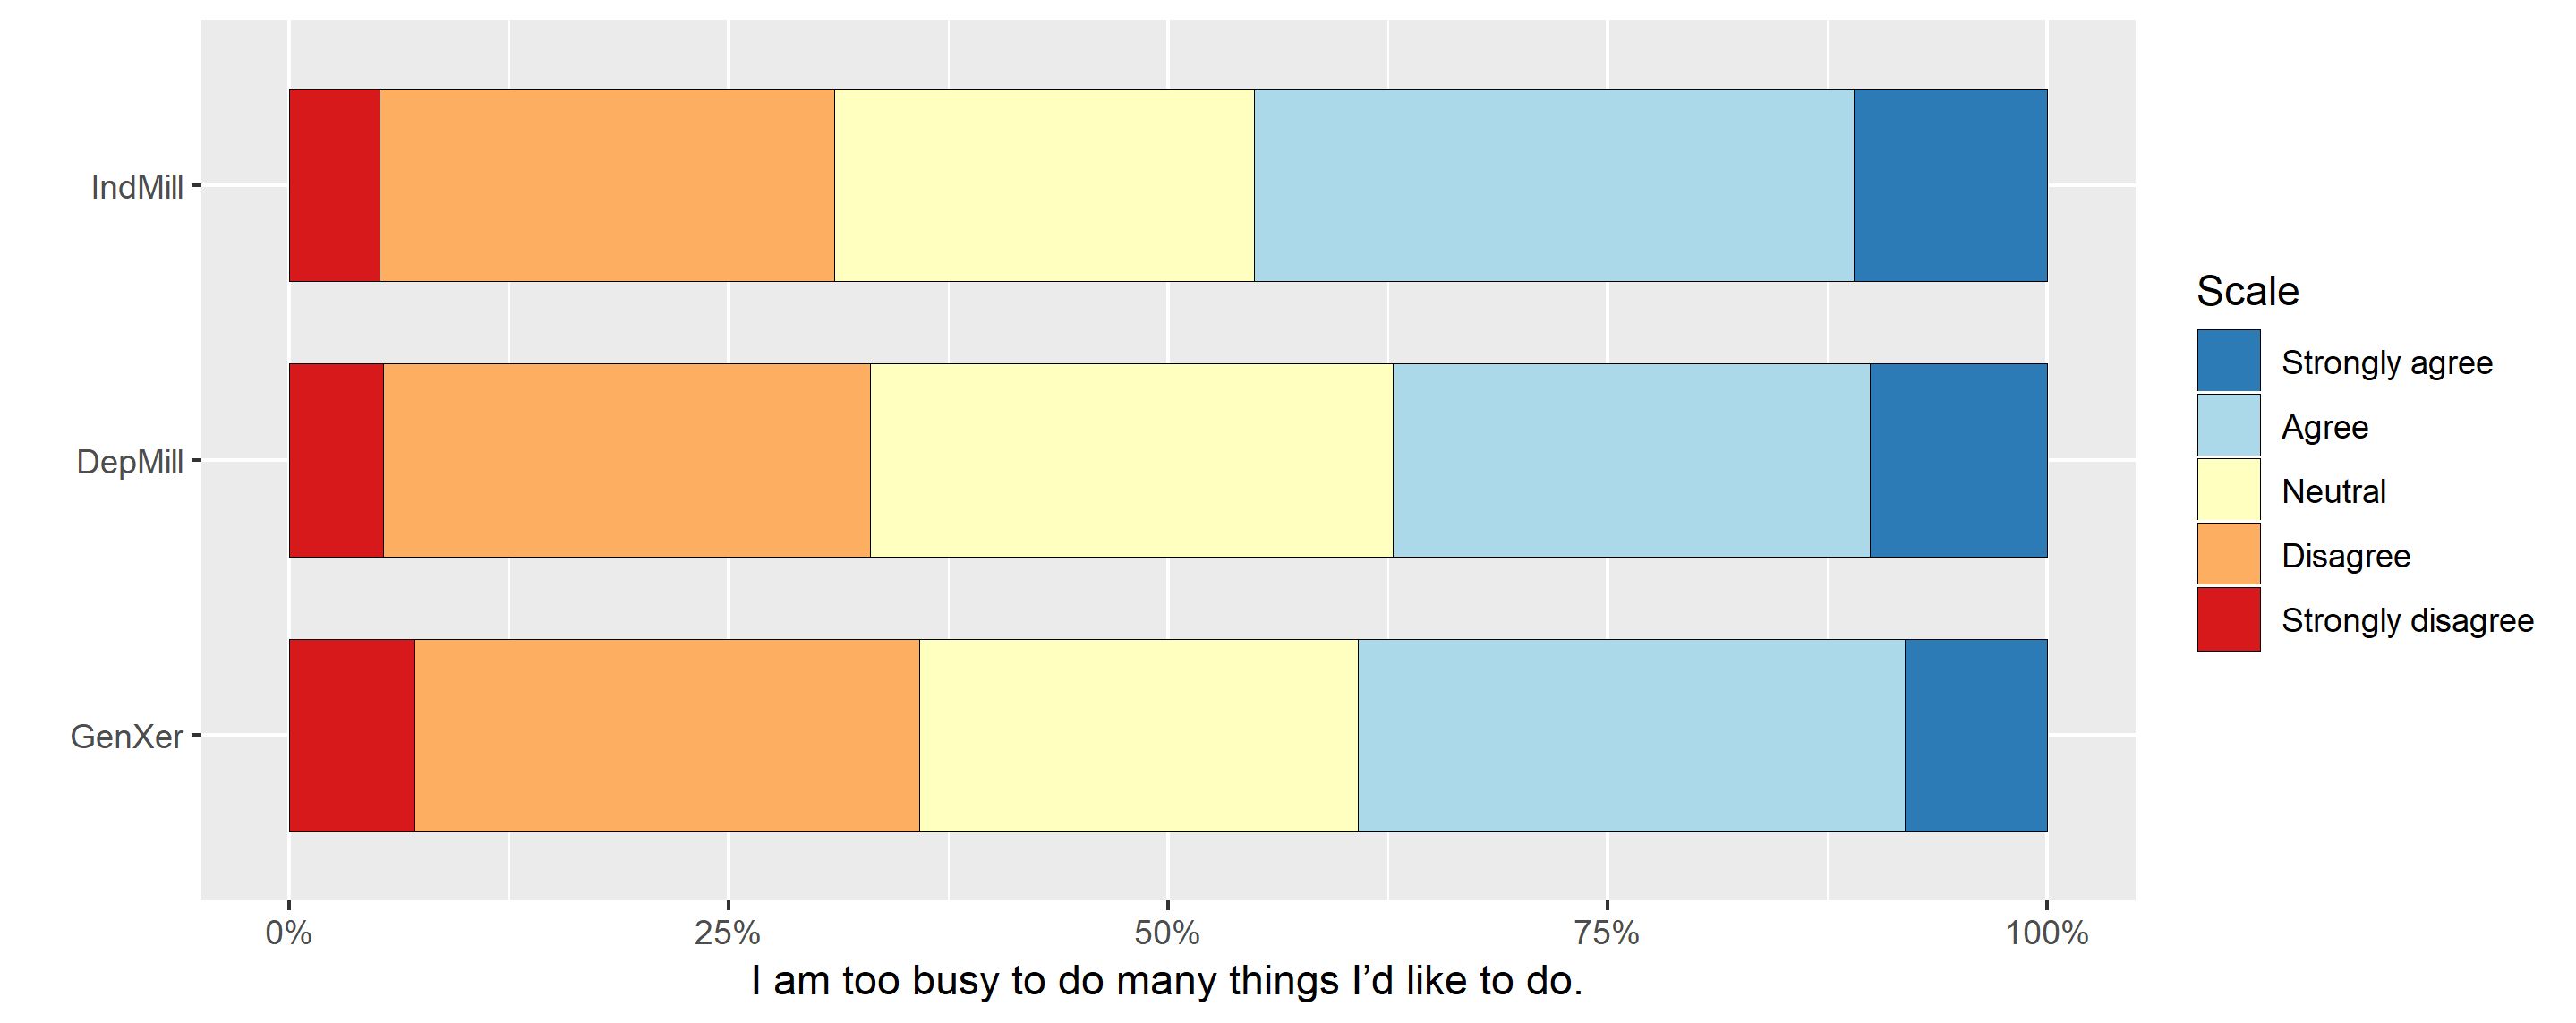 IndMill
DepMill
GenXer
0%
25%
50%
75%
100%
I am too busy to do many things I’d like to do.
Scale
Strongly agree
Agree
Neutral
Disagree
Strongly disagree